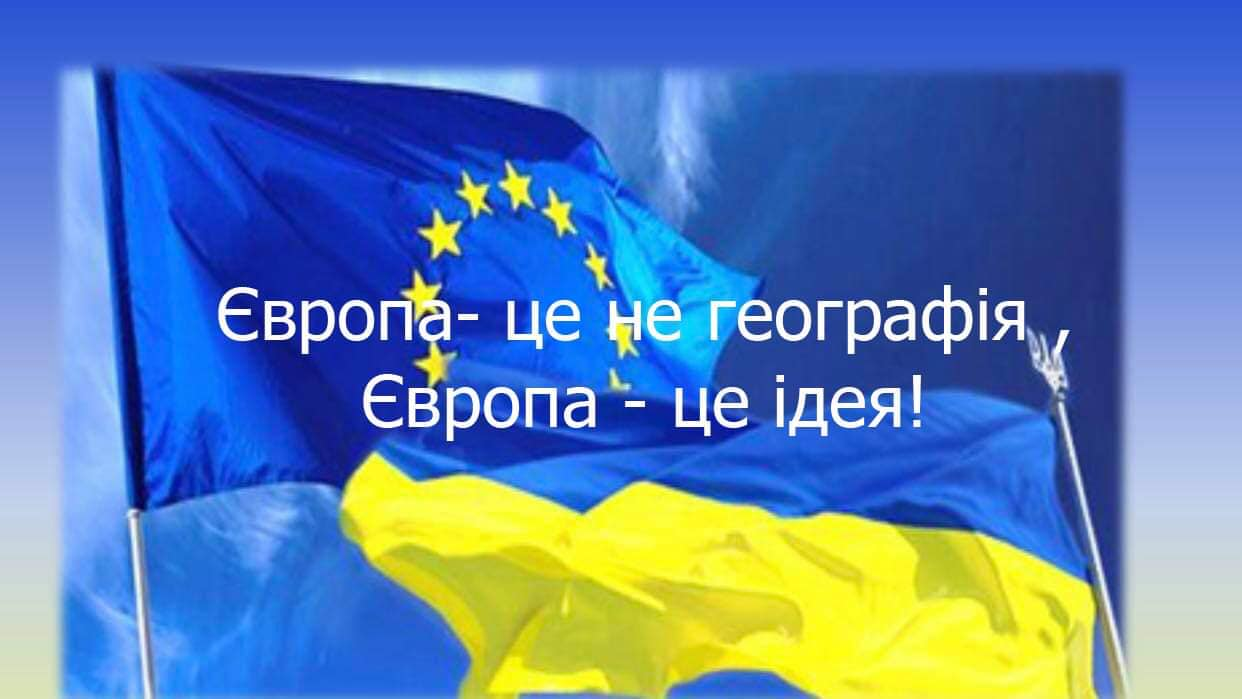 Європа- це не географія ,
Європа - це ідея!